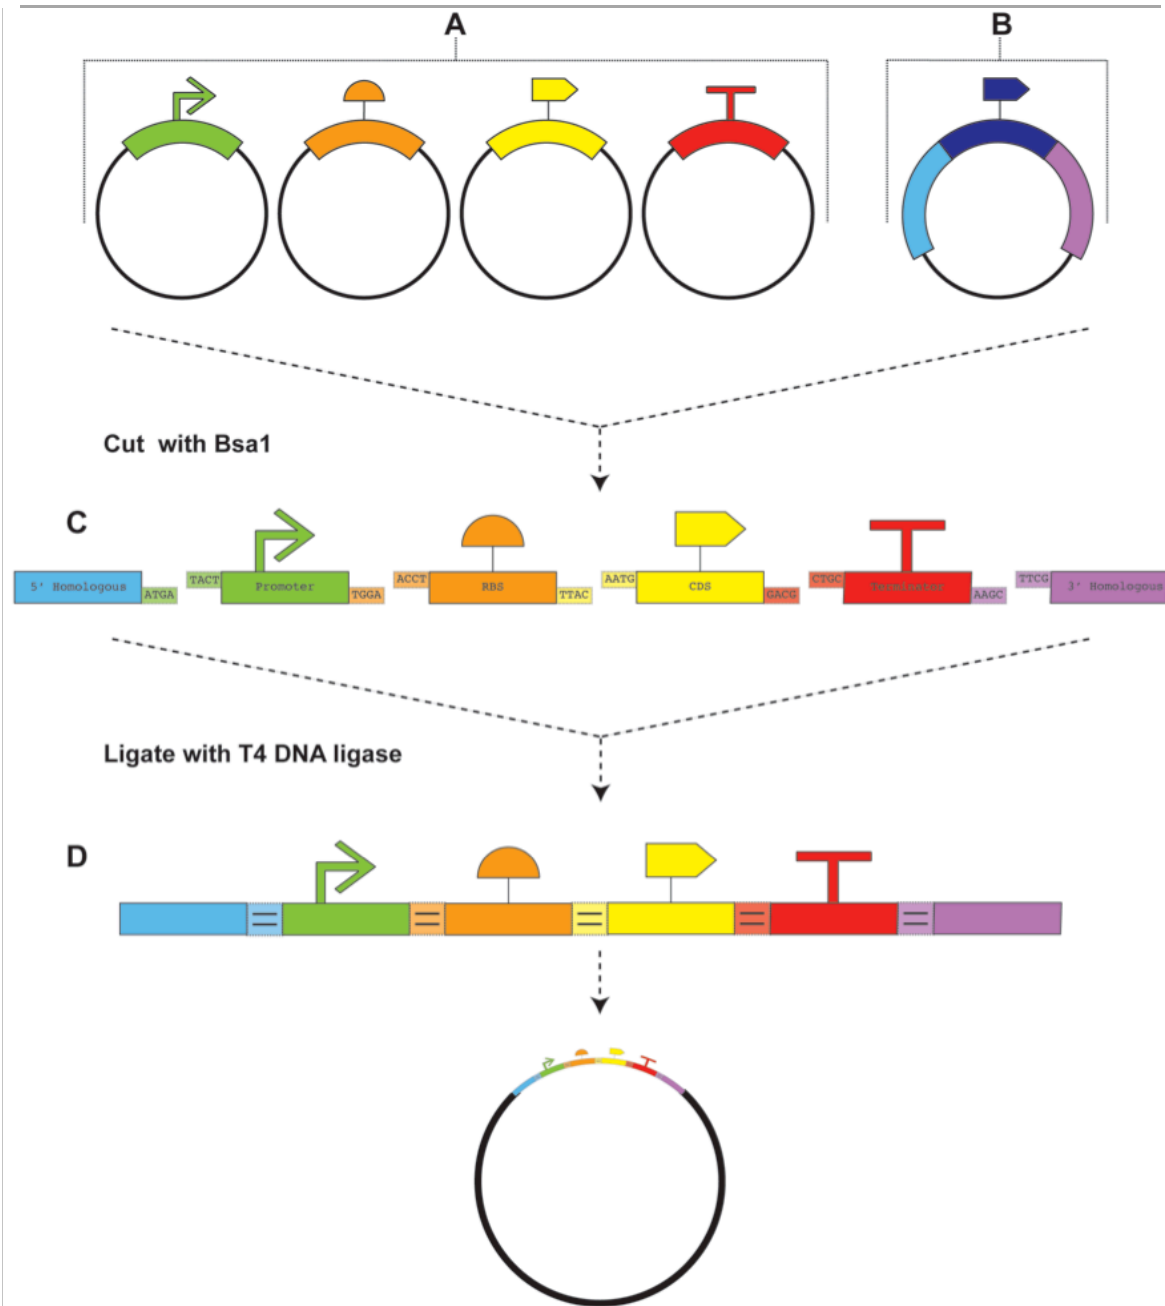 A
B
Cut with Bsa1
C
5' Homologous
ATGA
TACT
Promoter
TGGA
ACCT
RBS
TTAC
AATG
CDS
GACG
CTGC
Terminator
AAGC
TTCG
3' Homologous
Ligate with T4 DNA ligase
D